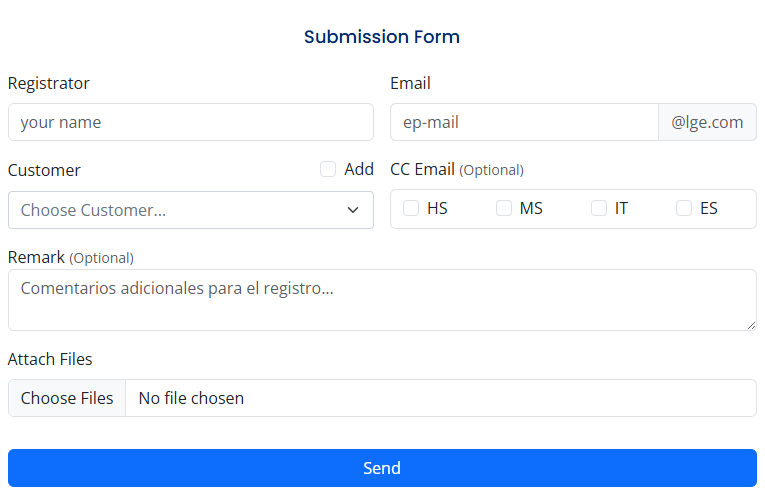 Submission Form
Registrator
Email
your name
ep-mail @lge.com
Customer Add
CC Email (Optional)
Choose Customer...
HS MS IT ES
Remark (Optional)
Comentarios adicionales para el registro...
Attach Files
Choose Files No file chosen
Send